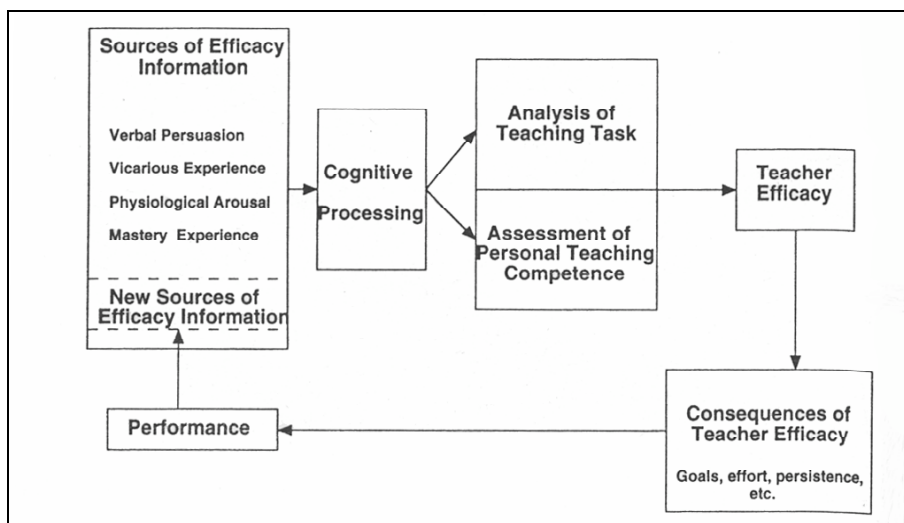 Sources of Efficacy
Information
Verbal Persuasion
Vicarious Experience
Physiological Arousal
Mastery Experience
New Sources of
Efficacy Information
Cognitive
Processing
Analysis of
Teaching Task
Assessment of
Personal Teaching
Competence
Teacher
Efficacy
Consequences of
Teacher Efficacy
Goals, effort, persistence,
etc.
Performance